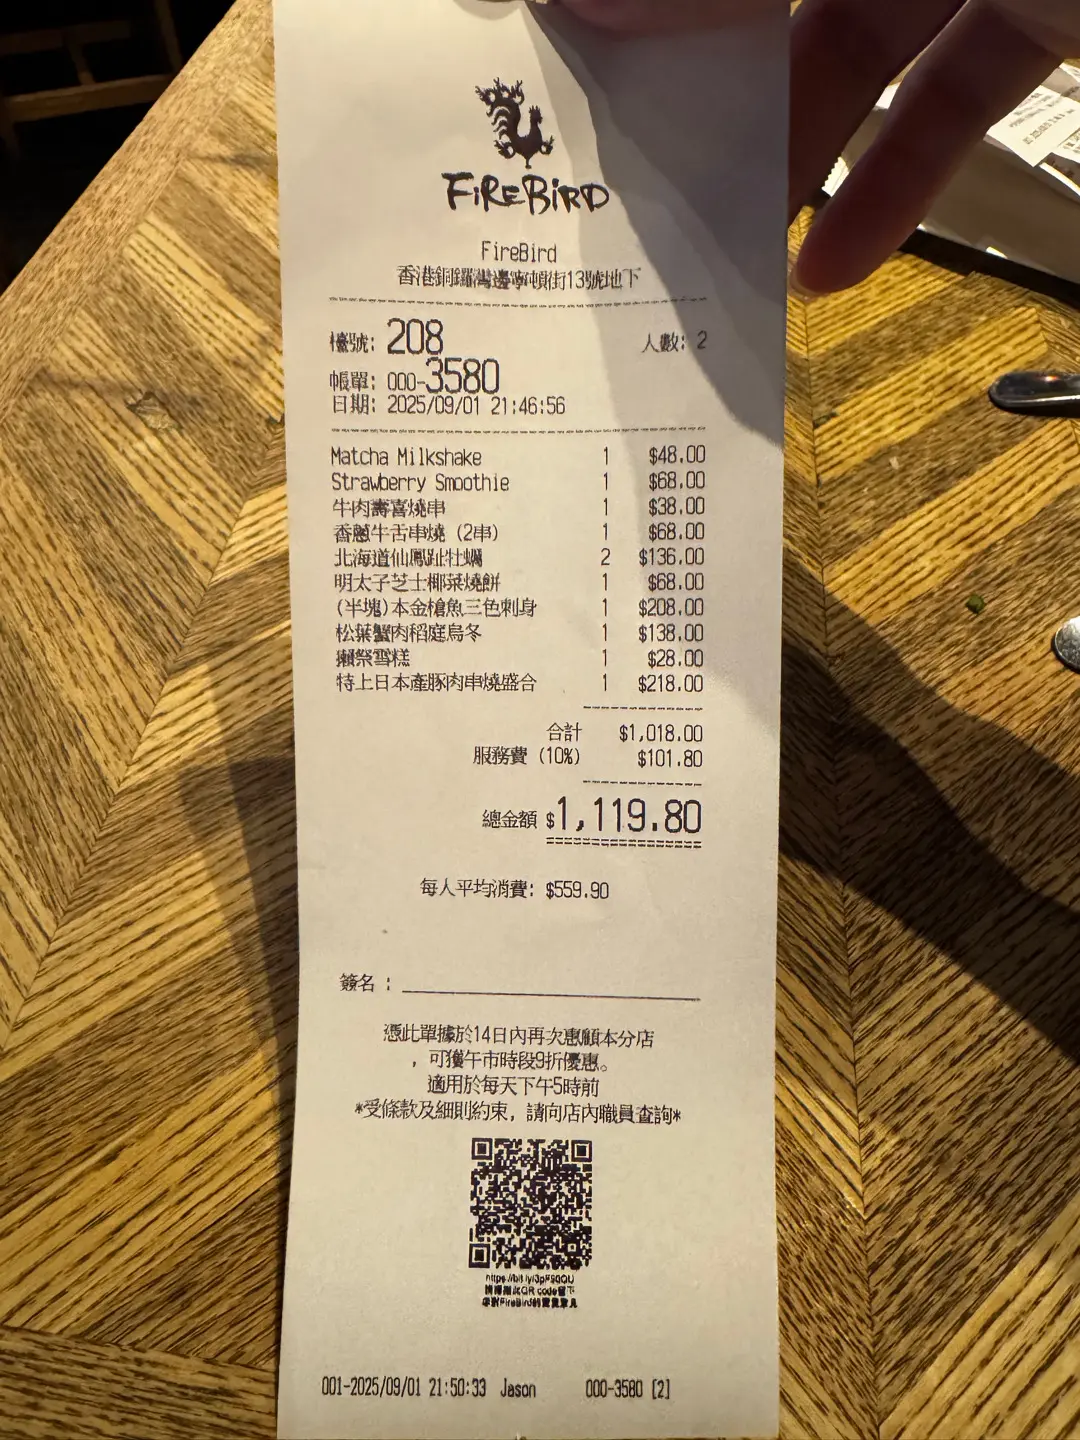 FiREBiRD
FireBird
香港銅鑼灣邊寧頓街13號地下
檯號: 208 人數: 2
帳單: 000-3580
日期: 2025/09/01 21:46:56
Matcha Milkshake 1 $48.00
Strawberry Smoothie 1 $68.00
牛肉壽喜燒串 1 $38.00
香蔥牛舌串燒 (2串) 1 $68.00
北海道仙鳳趾牡蠣 2 $136.00
明太子芝士椰菜燒餅 1 $68.00
(半塊)本金槍魚三色刺身 1 $208.00
松葉蟹肉稻庭烏冬 1 $138.00
獺祭雪糕 1 $28.00
特上日本產豚肉串燒盛合 1 $218.00
合計 $1,018.00
服務費 (10%) $101.80
總金額 $1,119.80
每人平均消費: $559.90
簽名 :
憑此單據於14日內再次惠顧本分店
, 可獲午市時段9折優惠。
適用於每天下午5時前
*受條款及細則約束, 請向店內職員查詢*
QR code
FireBird
001-2025/09/01 21:50:33 Jason 000-3580 [2]